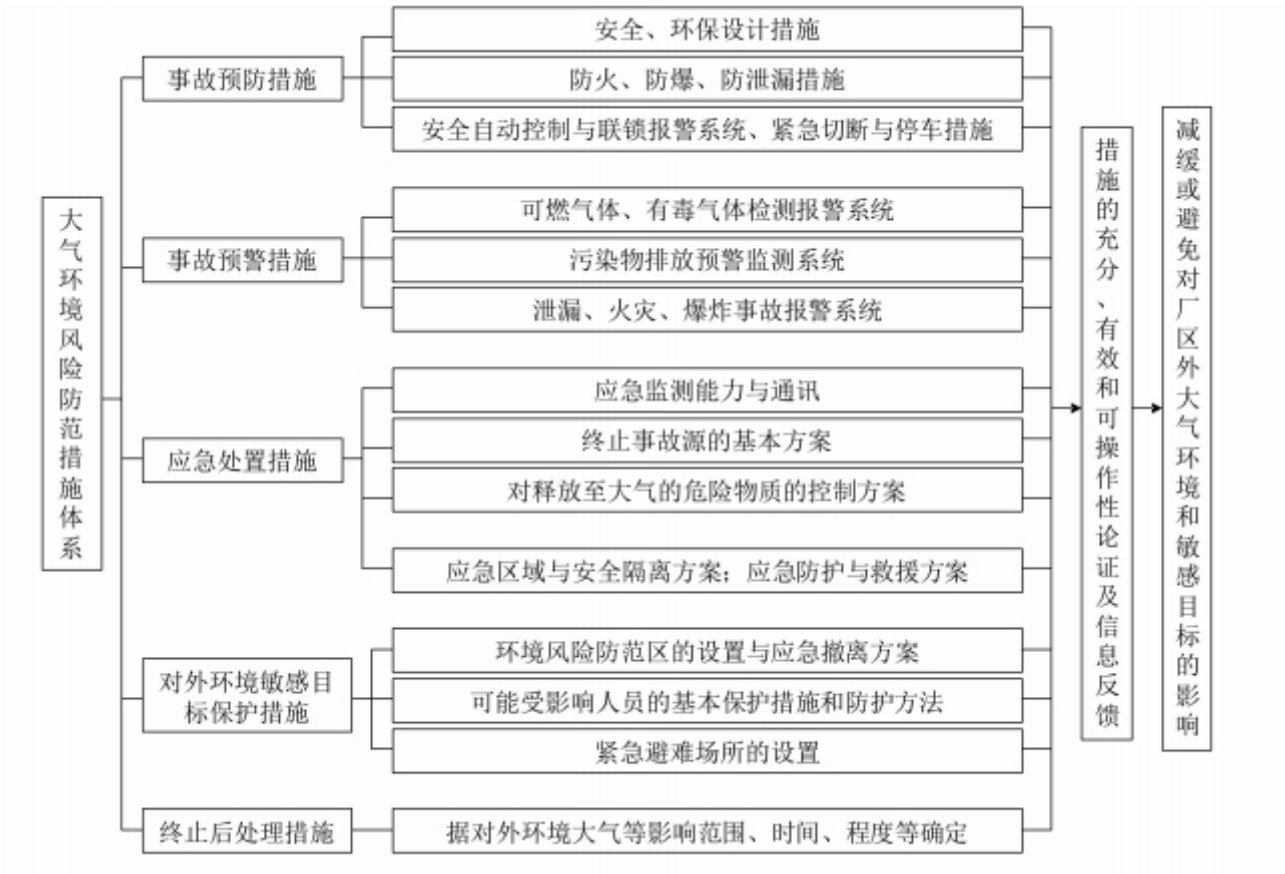 大气环境风险防范措施体系
事故预防措施
安全、环保设计措施
防火、防爆、防泄漏措施
安全自动控制与联锁报警系统、紧急切断与停车措施
事故预警措施
可燃气体、有毒气体检测报警系统
污染物排放预警监测系统
泄漏、火灾、爆炸事故报警系统
应急处置措施
应急监测能力与通讯
终止事故源的基本方案
对释放至大气的危险物质的控制方案
应急区域与安全隔离方案；应急防护与救援方案
对外环境敏感目
标保护措施
环境风险防范区的设置与应急撤离方案
可能受影响人员的基本保护措施和防护方法
紧急避难场所的设置
终止后处理措施
据对外环境大气等影响范围、时间、程度等确定
措施的充分、有效和可操作性论证及信息反馈
减缓或避免对厂区外大气环境和敏感目标的影响